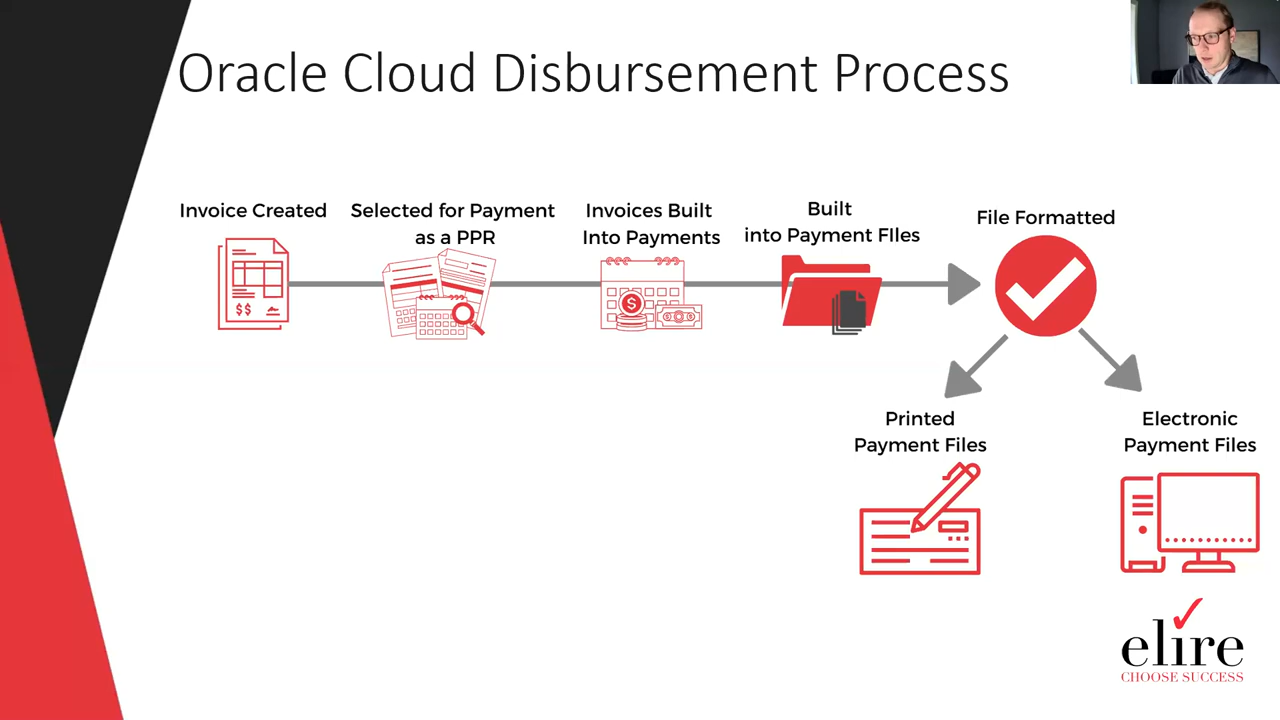 Oracle Cloud Disbursement Process
Invoice Created
Selected for Payment
as a PPR
Invoices Built
Into Payments
Built
into Payment FIles
File Formatted
$$
$
Printed
Payment Files
Electronic
Payment Files
elire
CHOOSE SUCCESS